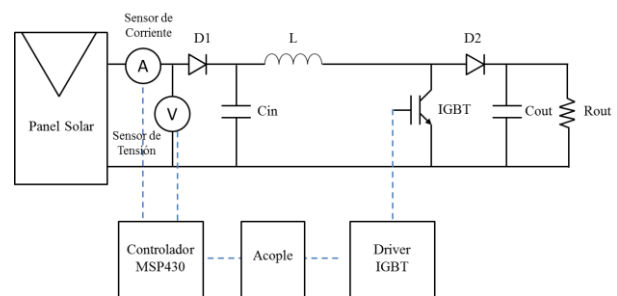 Sensor de
Corriente
D1
L
D2
A
Panel Solar
V
Cin
IGBT
Cout
Rout
Sensor de
Tensión
Controlador
MSP430
Acople
Driver
IGBT